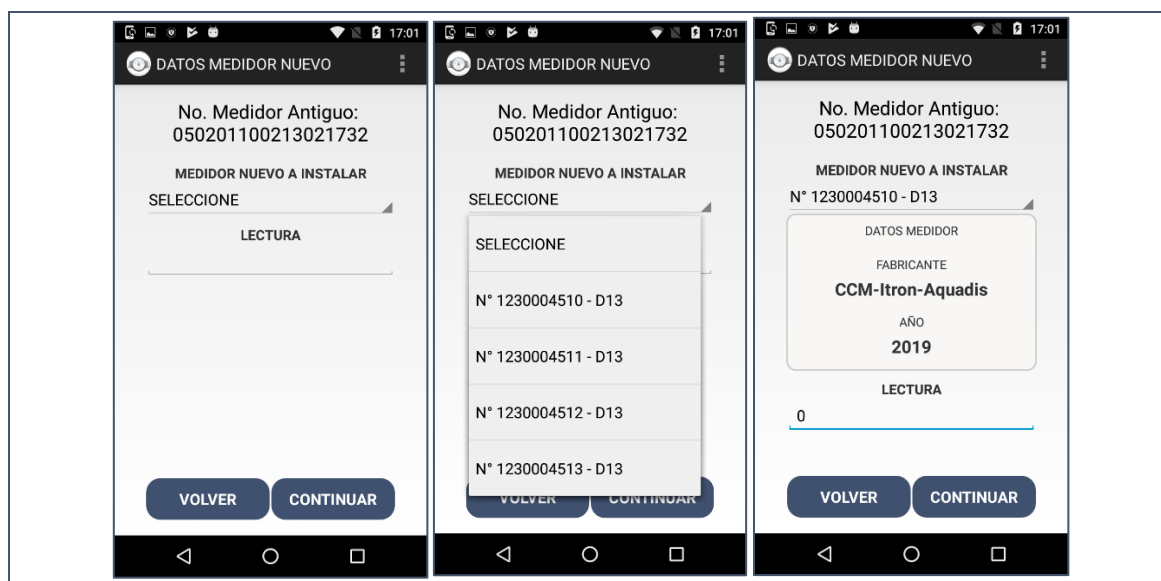 17:01
DATOS MEDIDOR NUEVO
No. Medidor Antiguo:
050201100213021732
MEDIDOR NUEVO A INSTALAR
SELECCIONE
LECTURA
VOLVER
CONTINUAR
17:01
DATOS MEDIDOR NUEVO
No. Medidor Antiguo:
050201100213021732
MEDIDOR NUEVO A INSTALAR
SELECCIONE
SELECCIONE
N° 1230004510 - D13
N° 1230004511 - D13
N° 1230004512 - D13
N° 1230004513 - D13
VOLVER
CONTINUAR
17:01
DATOS MEDIDOR NUEVO
No. Medidor Antiguo:
050201100213021732
MEDIDOR NUEVO A INSTALAR
N° 1230004510 - D13
DATOS MEDIDOR
FABRICANTE
CCM-Itron-Aquadis
AÑO
2019
LECTURA
0
VOLVER
CONTINUAR